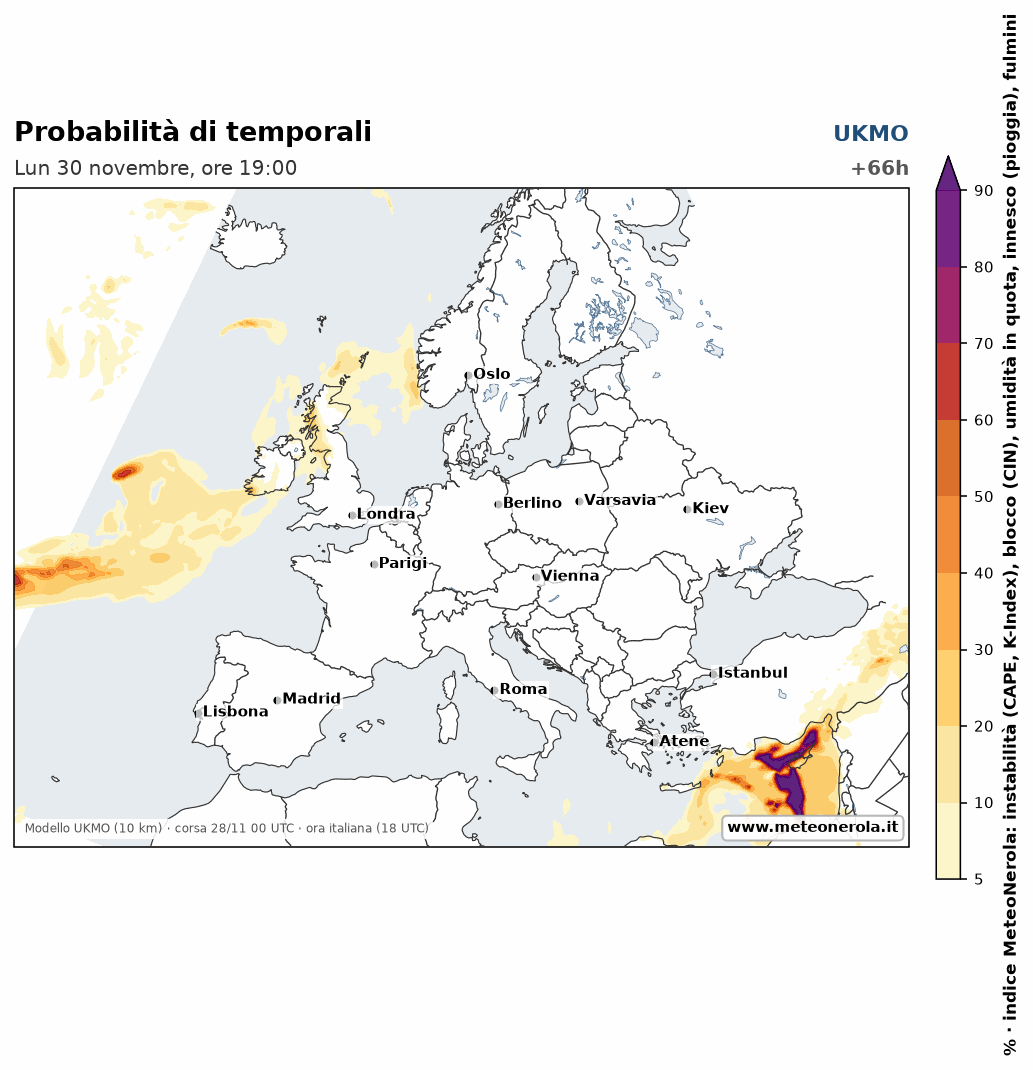 Probabilità di temporali
UKMO
Lun 30 novembre, ore 19:00
+66h
Oslo
Berlino
Varsavia
Kiev
Londra
Parigi
Vienna
Istanbul
Roma
Madrid
Lisbona
Atene
Modello UKMO (10 km) · corsa 28/11 00 UTC · ora italiana (18 UTC)
www.meteonerola.it
90
80
70
60
50
40
30
20
10
5
% · indice MeteoNerola: instabilità (CAPE, K-Index), blocco (CIN), umidità in quota, innesco (pioggia), fulmini